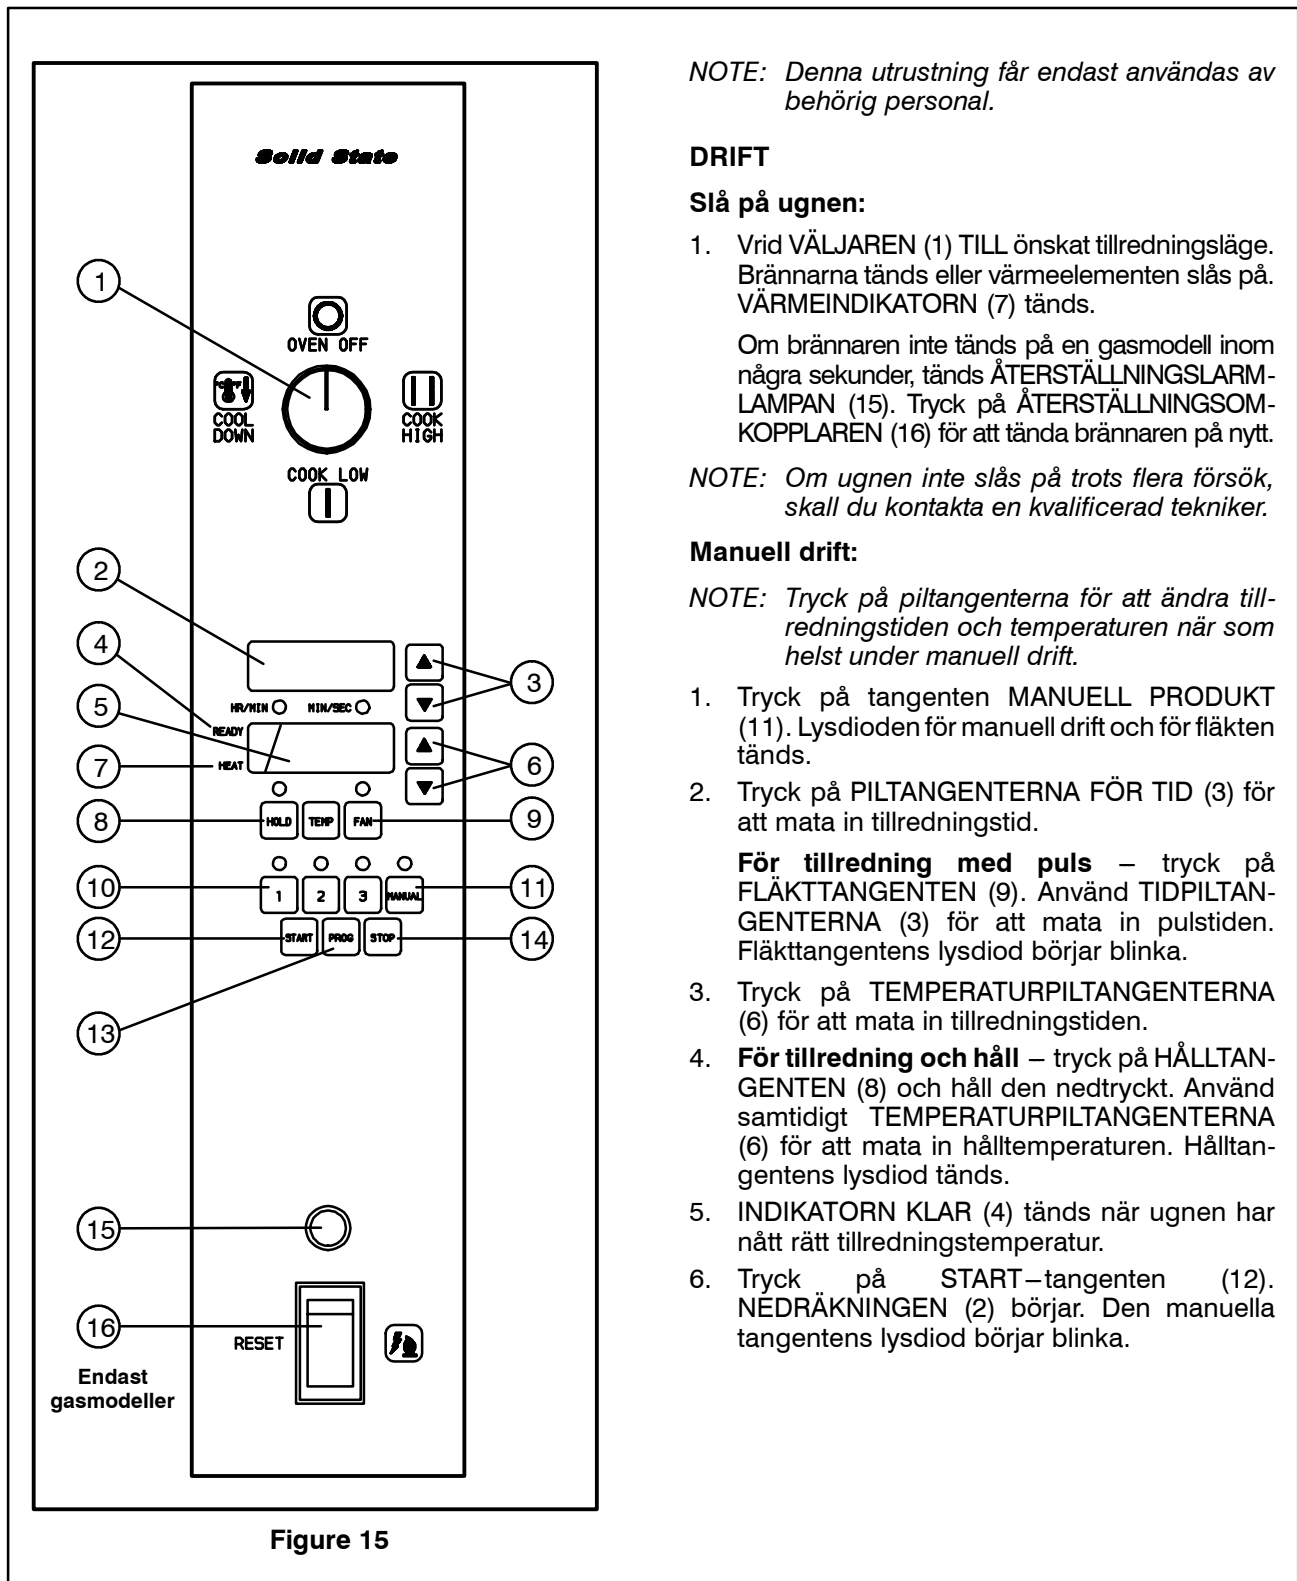 Solid State
1
OVEN OFF
°C °F
COOL
DOWN
COOK
HIGH
COOK LOW
2
4
3
HR/MIN MIN/SEC
5
READY
7
HEAT
6
8
HOLD TEMP FAN
9
10
1 2 3 MANUAL
11
12
START PROG STOP
14
13
15
16
RESET
Endast
gasmodeller
Figure 15
NOTE: Denna utrustning får endast användas av
behörig personal.
DRIFT
Slå på ugnen:
1. Vrid VÄLJAREN (1) TILL önskat tillredningsläge.
Brännarna tänds eller värmeelementen slås på.
VÄRMEINDIKATORN (7) tänds.
Om brännaren inte tänds på en gasmodell inom
några sekunder, tänds ÅTERSTÄLLNINGSLARM-
LAMPAN (15). Tryck på ÅTERSTÄLLNINGSOM-
KOPPLAREN (16) för att tända brännaren på nytt.
NOTE: Om ugnen inte slås på trots flera försök,
skall du kontakta en kvalificerad tekniker.
Manuell drift:
NOTE: Tryck på piltangenterna för att ändra till-
redningstiden och temperaturen när som
helst under manuell drift.
1. Tryck på tangenten MANUELL PRODUKT
(11). Lysdioden för manuell drift och för fläkten
tänds.
2. Tryck på PILTANGENTERNA FÖR TID (3) för
att mata in tillredningstid.
För tillredning med puls – tryck på
FLÄKTTANGENTEN (9). Använd TIDPILTAN-
GENTERNA (3) för att mata in pulstiden.
Fläkttangentens lysdiod börjar blinka.
3. Tryck på TEMPERATURPILTANGENTERNA
(6) för att mata in tillredningstiden.
4. För tillredning och håll – tryck på HÅLLTAN-
GENTEN (8) och håll den nedtryckt. Använd
samtidigt TEMPERATURPILTANGENTERNA
(6) för att mata in hålltemperaturen. Hålltan-
gentens lysdiod tänds.
5. INDIKATORN KLAR (4) tänds när ugnen har
nått rätt tillredningstemperatur.
6. Tryck på START–tangenten (12).
NEDRÄKNINGEN (2) börjar. Den manuella
tangentens lysdiod börjar blinka.